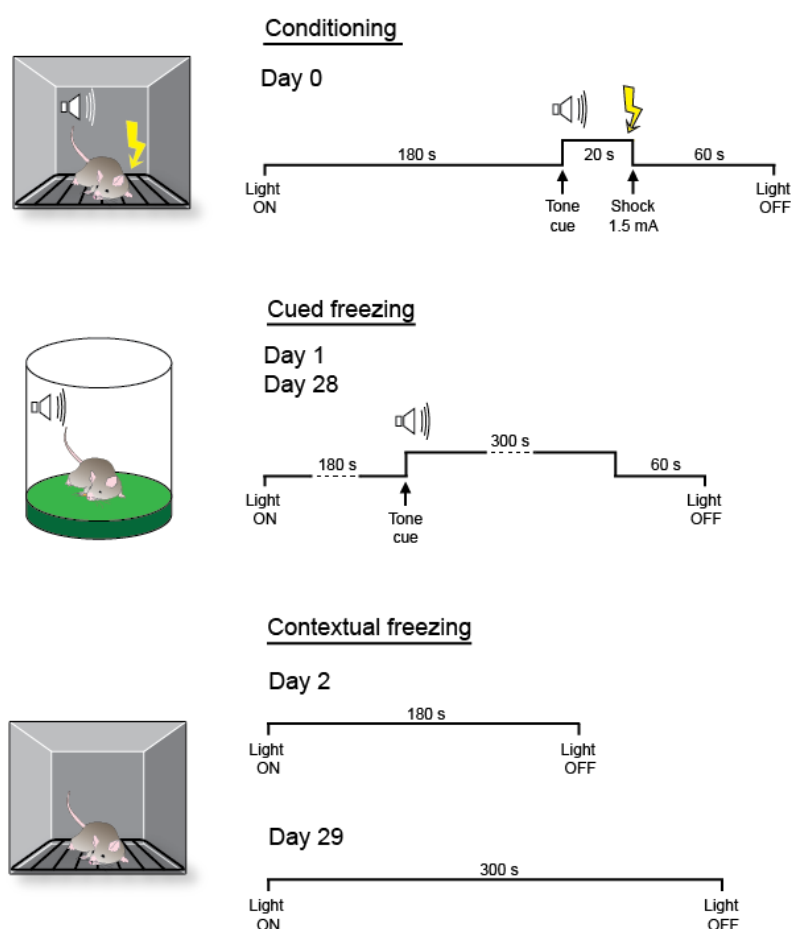 Conditioning
Day 0
180 s
20 s
60 s
Light
ON
Tone
cue
Shock
1.5 mA
Light
OFF
Cued freezing
Day 1
Day 28
180 s
300 s
60 s
Light
ON
Tone
cue
Light
OFF
Contextual freezing
Day 2
180 s
Light
ON
Light
OFF
Day 29
300 s
Light
ON
Light
OFF